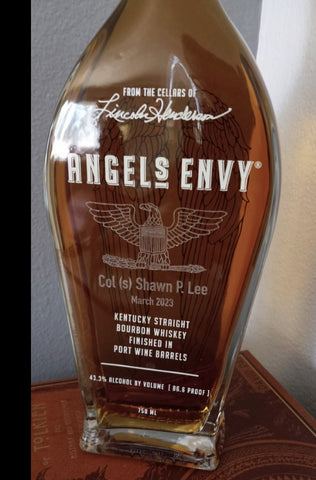 FROM THE CELLARS OF
Lincoln Henderson
ANGELS ENVY®
Col (s) Shawn P. Lee
March 2023
KENTUCKY STRAIGHT
BOURBON WHISKEY
FINISHED IN
PORT WINE BARRELS
43.3% ALCOHOL BY VOLUME [ 86.6 PROOF ]
750 ML
TOLKIEN